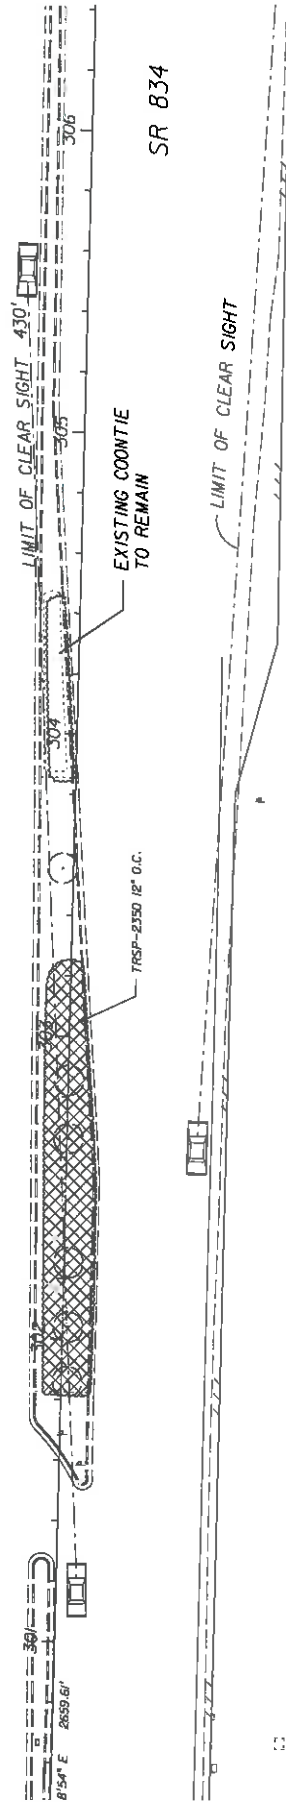 306
SR 834
LIMIT OF CLEAR SIGHT 430'
305
EXISTING COONTIE
TO REMAIN
LIMIT OF CLEAR SIGHT
304
TRSP-2350 12" O.C.
303
302
301
8'54" E 2659.61'